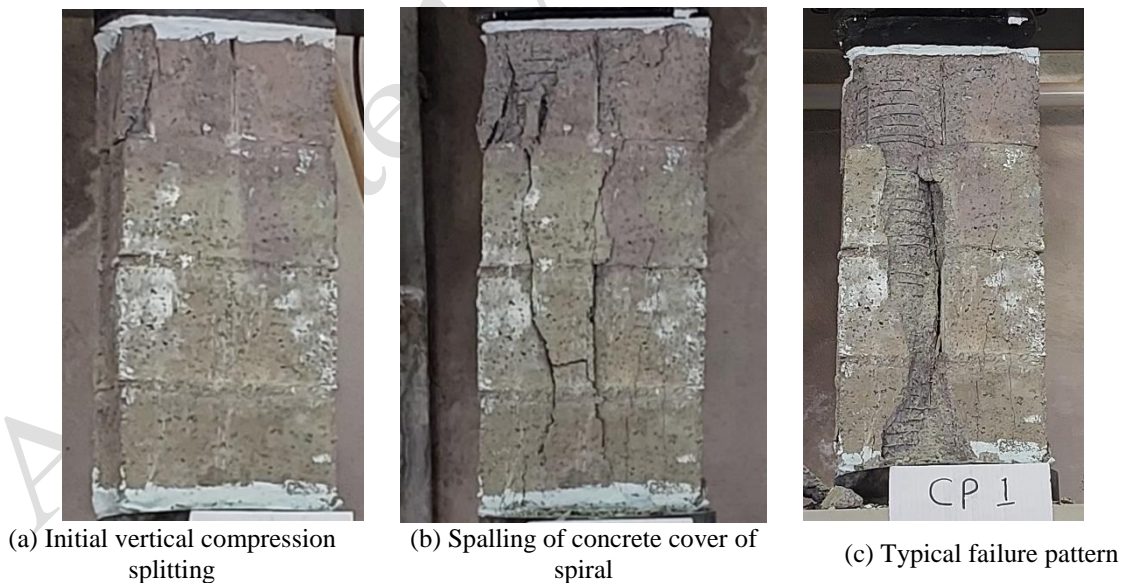 CP 1
(a) Initial vertical compression
splitting
(b) Spalling of concrete cover of
spiral
(c) Typical failure pattern